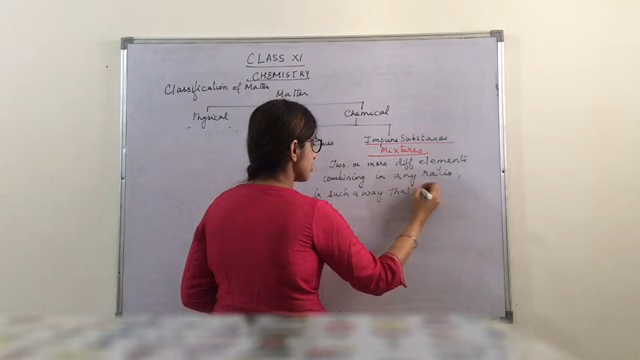 CLASS XI
CHEMISTRY
Classification of Matter
Matter
Physical
Chemical
Impure Substances
Mixtures
Two or more diff elements
combining in any ratio,
such a way that